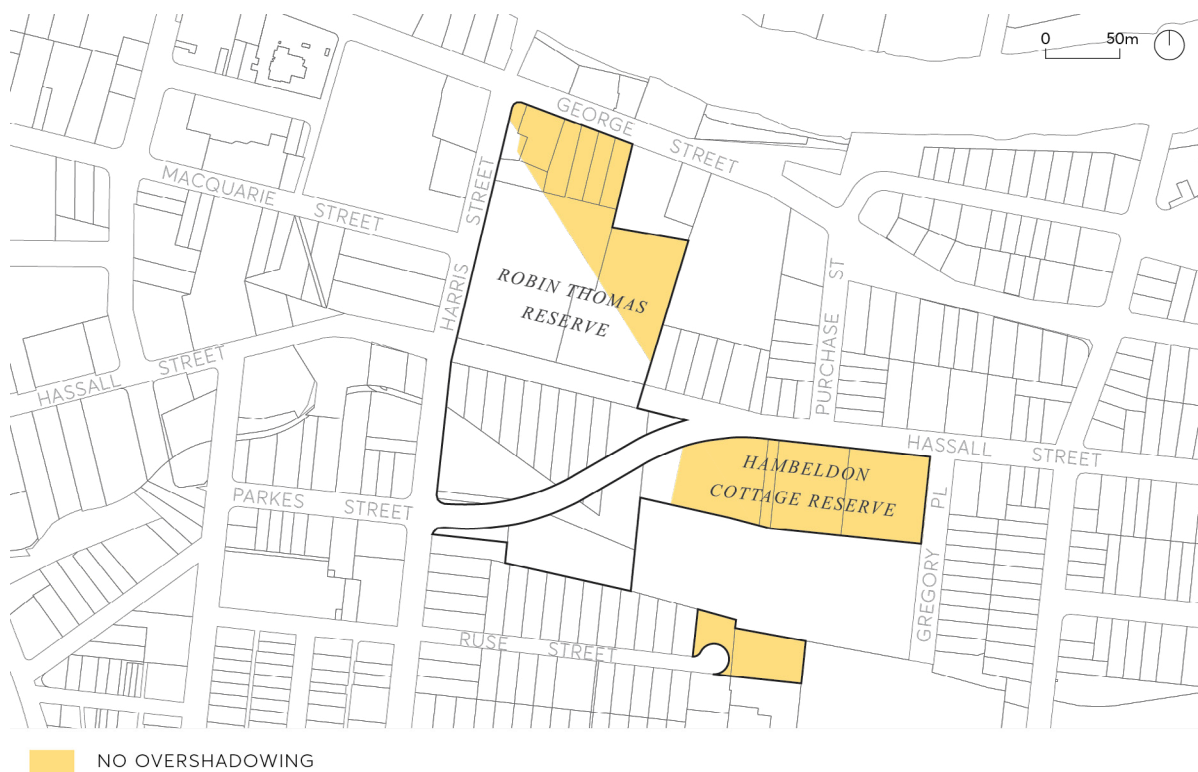 0 50m
GEORGE STREET
MACQUARIE STREET
HARRIS STREET
ROBIN THOMAS
RESERVE
PURCHASE ST
HASSALL STREET
HASSALL STREET
HAMBELDON
COTTAGE RESERVE
PARKES STREET
GREGORY PL
RUSE STREET
NO OVERSHADOWING